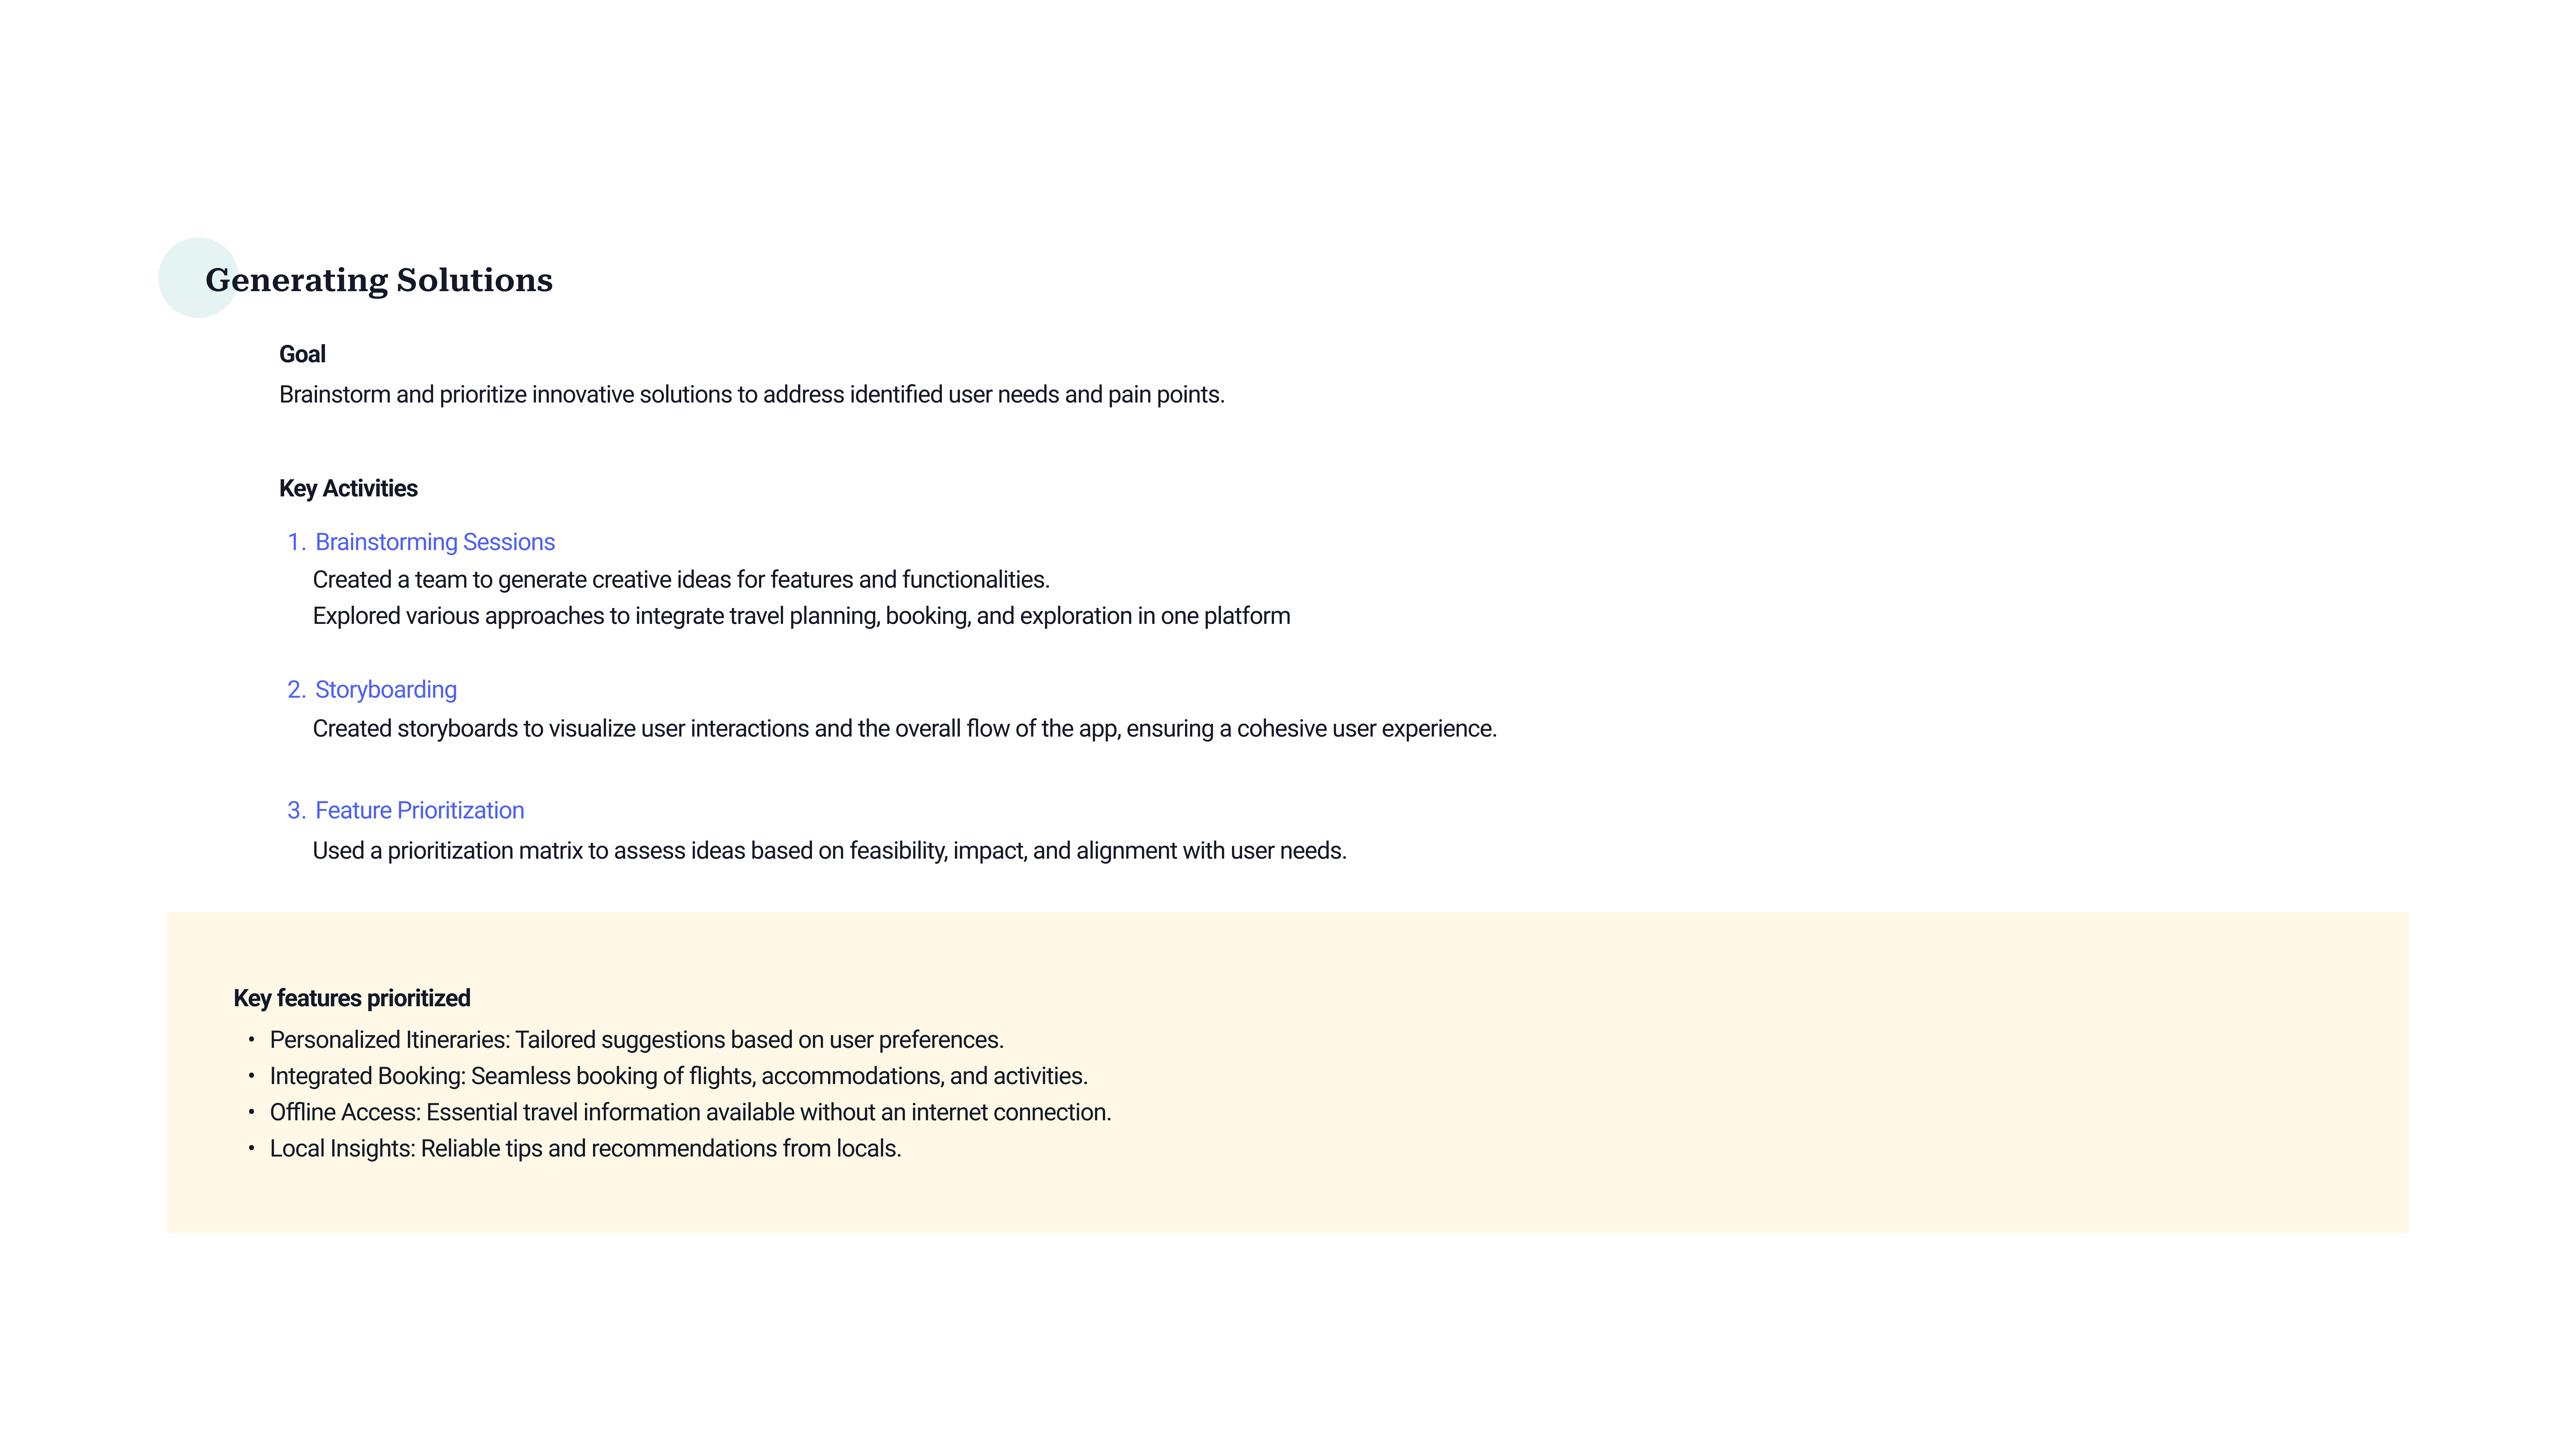 Generating Solutions
Goal
Brainstorm and prioritize innovative solutions to address identified user needs and pain points.
Key Activities
1. Brainstorming Sessions
Created a team to generate creative ideas for features and functionalities.
Explored various approaches to integrate travel planning, booking, and exploration in one platform
2. Storyboarding
Created storyboards to visualize user interactions and the overall flow of the app, ensuring a cohesive user experience.
3. Feature Prioritization
Used a prioritization matrix to assess ideas based on feasibility, impact, and alignment with user needs.
Key features prioritized
• Personalized Itineraries: Tailored suggestions based on user preferences.
• Integrated Booking: Seamless booking of flights, accommodations, and activities.
• Offline Access: Essential travel information available without an internet connection.
• Local Insights: Reliable tips and recommendations from locals.